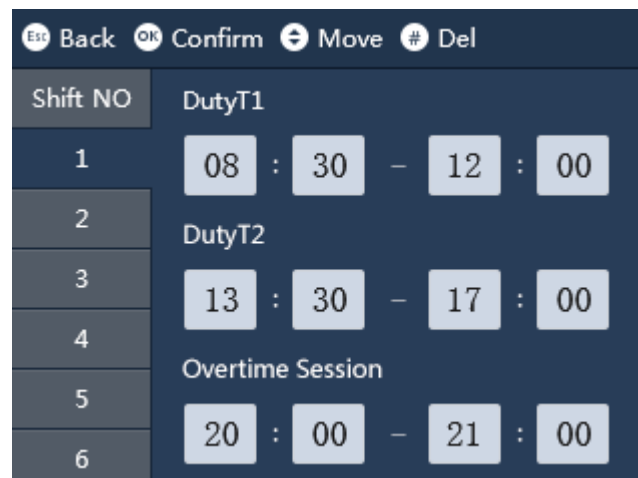 Esc Back OK Confirm Move # Del
Shift NO
1
2
3
4
5
6
DutyT1
08 : 30 – 12 : 00
DutyT2
13 : 30 – 17 : 00
Overtime Session
20 : 00 – 21 : 00